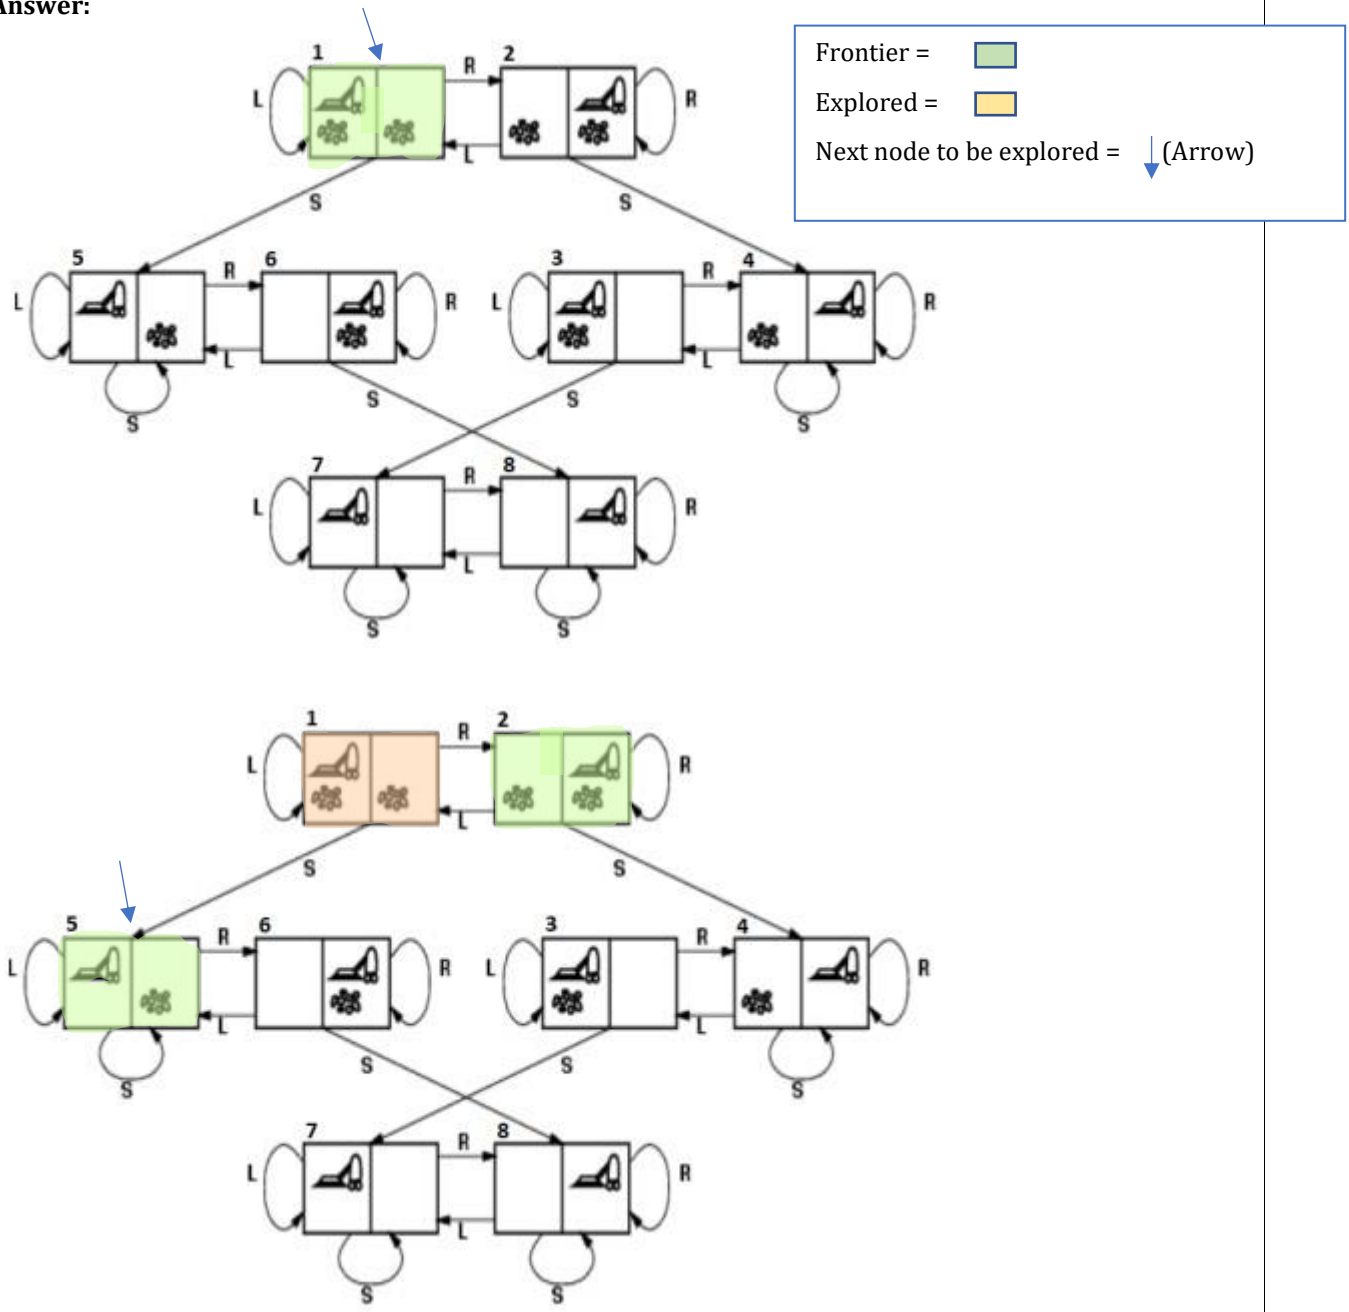 Answer:
Frontier =
Explored =
Next node to be explored = (Arrow)
1 2
L R R
L
S S
5 6 3 4
L R R L R R
L L
S S S S
7 8
L R R
L
S S
1 2
L R R
L
S S
5 6 3 4
L R R L R R
L L
S S S S
7 8
L R R
L
S S